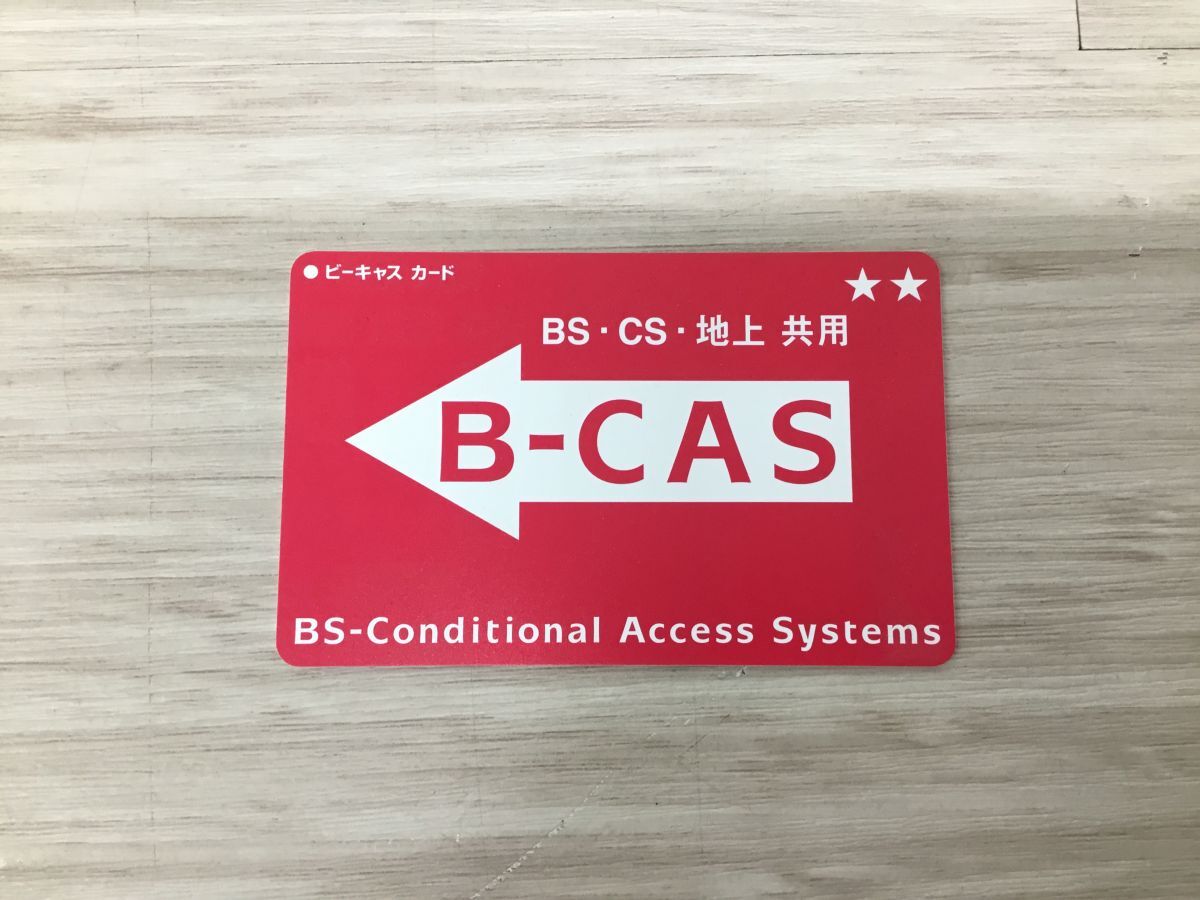 ● ビーキャス カード
★★
BS・CS・地上 共用
B-CAS
BS-Conditional Access Systems